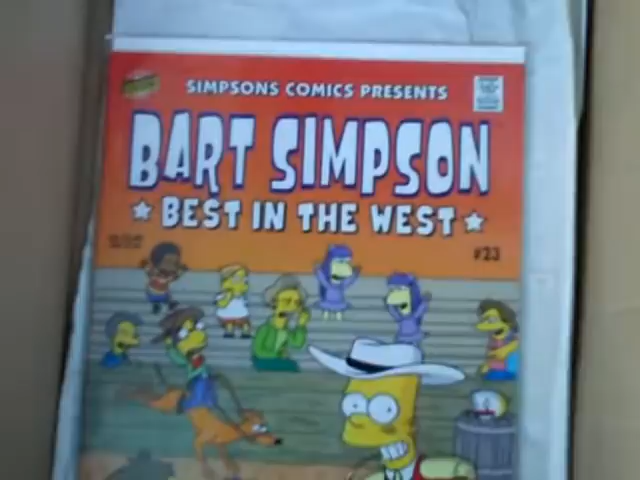 SIMPSONS COMICS PRESENTS
BART SIMPSON
BEST IN THE WEST
#23